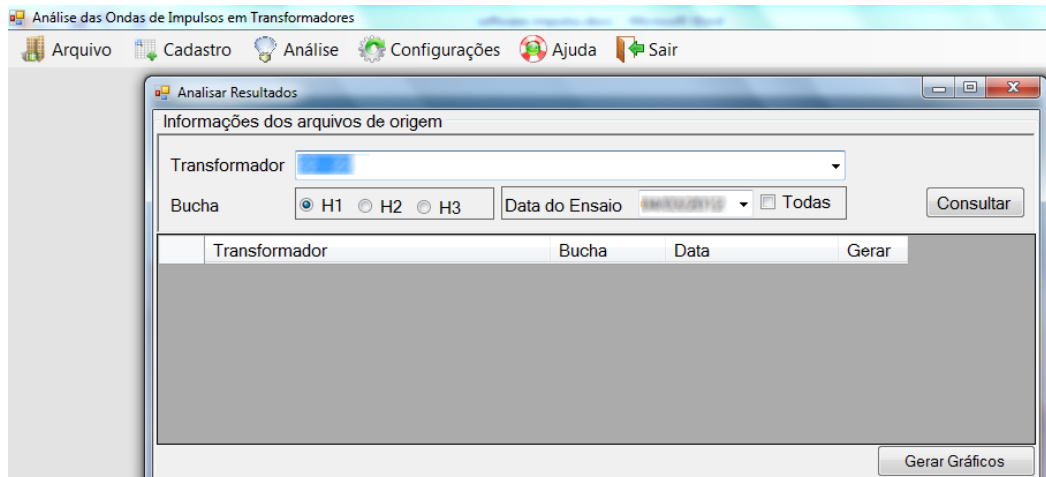 Análise das Ondas de Impulsos em Transformadores
Arquivo Cadastro Análise Configurações Ajuda Sair
Analisar Resultados
Informações dos arquivos de origem
Transformador
Bucha H1 H2 H3 Data do Ensaio Todas Consultar
Transformador Bucha Data Gerar
Gerar Gráficos